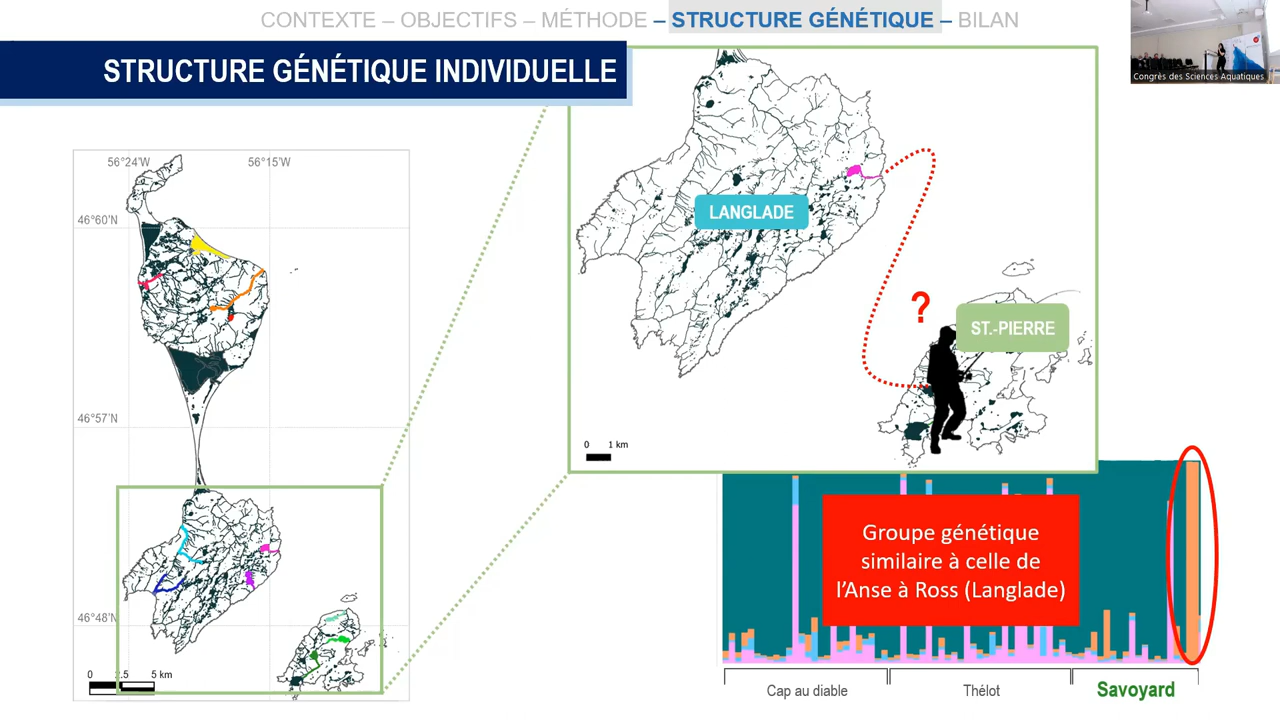 CONTEXTE – OBJECTIFS – MÉTHODE – STRUCTURE GÉNÉTIQUE – BILAN
STRUCTURE GÉNÉTIQUE INDIVIDUELLE
Congrès des Sciences Aquatiques
56°24'W 56°15'W
46°60'N
46°57'N
46°48'N
0 2.5 5 km
LANGLADE
?
ST.-PIERRE
0 1 km
Groupe génétique
similaire à celle de
l'Anse à Ross (Langlade)
Cap au diable Thélot Savoyard